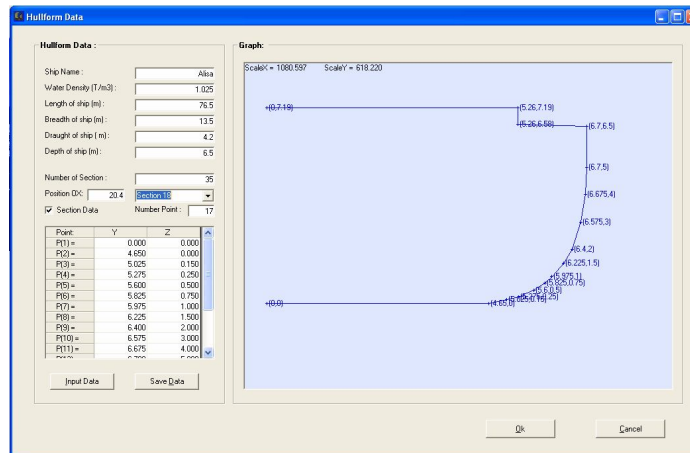 Hullform Data
Hullform Data :
Ship Name : Alisa
Water Density (T/m3) : 1.025
Length of ship (m) : 76.5
Breadth of ship (m) : 13.5
Draught of ship ( m) : 4.2
Depth of ship (m) : 6.5
Number of Section : 35
Position OX: 20.4 Section 10
Section Data Number Point : 17
Point: Y Z
P(1) = 0.000 0.000
P(2) = 4.650 0.000
P(3) = 5.025 0.150
P(4) = 5.275 0.250
P(5) = 5.600 0.500
P(6) = 5.825 0.750
P(7) = 5.975 1.000
P(8) = 6.225 1.500
P(9) = 6.400 2.000
P(10) = 6.575 3.000
P(11) = 6.675 4.000
Input Data Save Data
Graph:
ScaleX = 1080.597 ScaleY = 618.220
(0,7.19) (5.26,7.19)
(5.26,6.58) (6.7,6.5)
(6.7,5)
(6.675,4)
(6.575,3)
(6.4,2)
(6.225,1.5)
(5.975,1)
(5.825,0.75)
(5.6,0.5)
(0,0) (4.65,0)
Ok Cancel